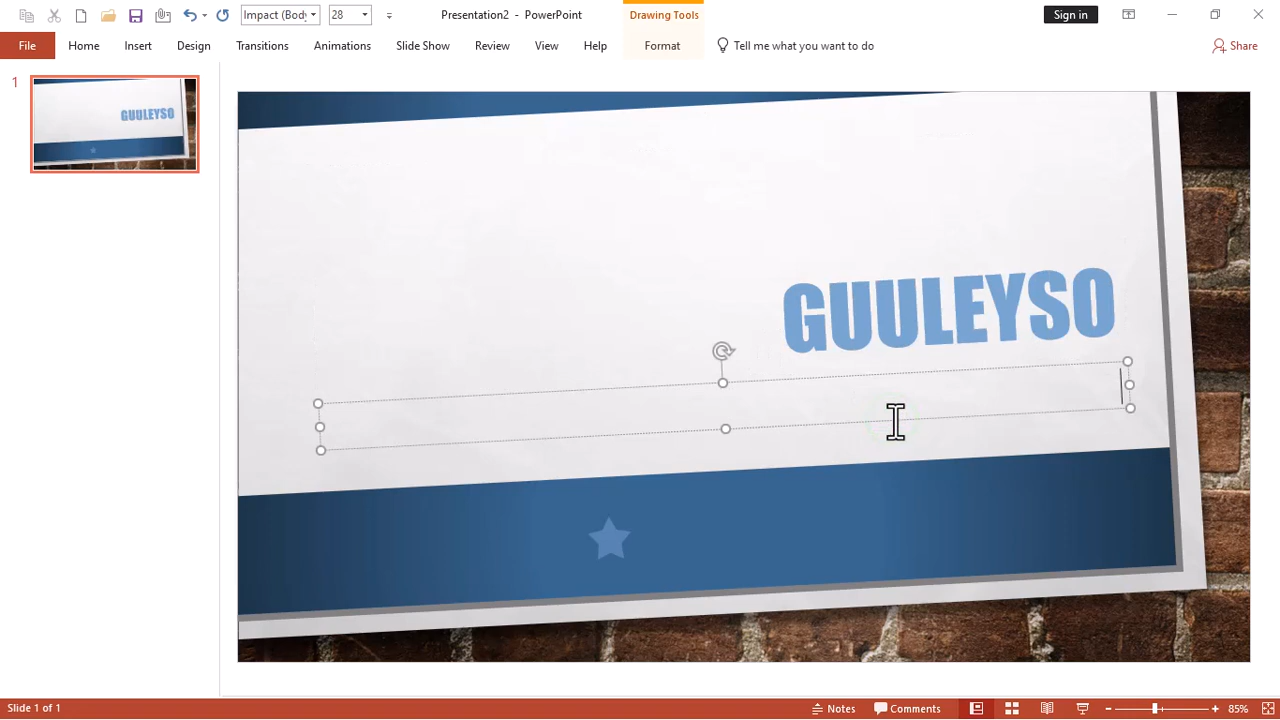 Impact (Body
28
Presentation2 - PowerPoint
Drawing Tools
Sign in
File
Home
Insert
Design
Transitions
Animations
Slide Show
Review
View
Help
Format
Tell me what you want to do
Share
1
GUULEYSO
GUULEYSO
Slide 1 of 1
Notes
Comments
85%